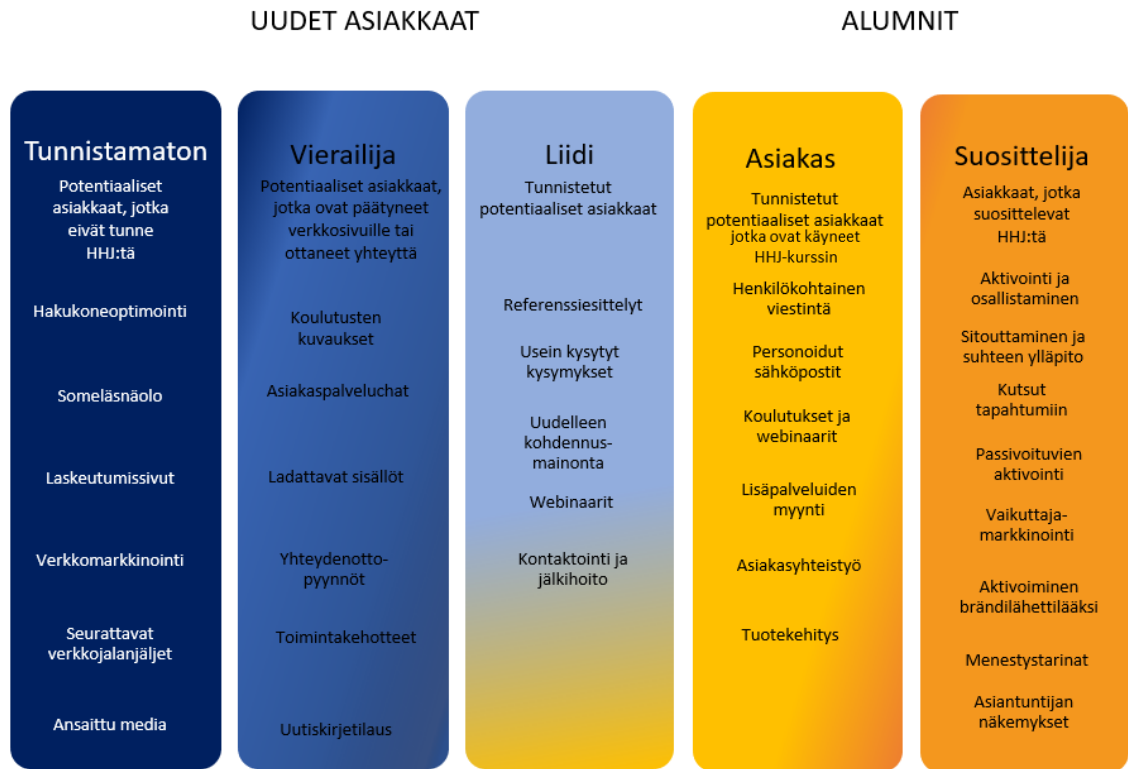 UUDET ASIAKKAAT
ALUMNIT
Tunnistamaton
Potentiaaliset
asiakkaat, jotka
eivät tunne
HHJ:tä
Hakukoneoptimointi
Someläsnäolo
Laskeutumissivut
Verkkomarkkinointi
Seurattavat
verkkojalanjäljet
Ansaittu media
Vierailija
Potentiaaliset asiakkaat,
jotka ovat päätyneet
verkkosivuille tai
ottaneet yhteyttä
Koulutusten
kuvaukset
Asiakaspalveluchat
Ladattavat sisällöt
Yhteydenotto-
pyynnöt
Toimintakehotteet
Uutiskirjetilaus
Liidi
Tunnistetut
potentiaaliset asiakkaat
Referenssiesittelyt
Usein kysytyt
kysymykset
Uudelleen
kohdennus-
mainonta
Webinaarit
Kontaktointi ja
jälkihoito
Asiakas
Tunnistetut
potentiaaliset asiakkaat
jotka ovat käyneet
HHJ-kurssin
Henkilökohtainen
viestintä
Personoidut
sähköpostit
Koulutukset ja
webinaarit
Lisäpalveluiden
myynti
Asiakasyhteistyö
Tuotekehitys
Suosittelija
Asiakkaat, jotka
suosittelevat
HHJ:tä
Aktivointi ja
osallistaminen
Sitouttaminen ja
suhteen ylläpito
Kutsut
tapahtumiin
Passivoituvien
aktivointi
Vaikuttaja-
markkinointi
Aktivoiminen
brändilähettilääksi
Menestystarinat
Asiantuntijan
näkemykset